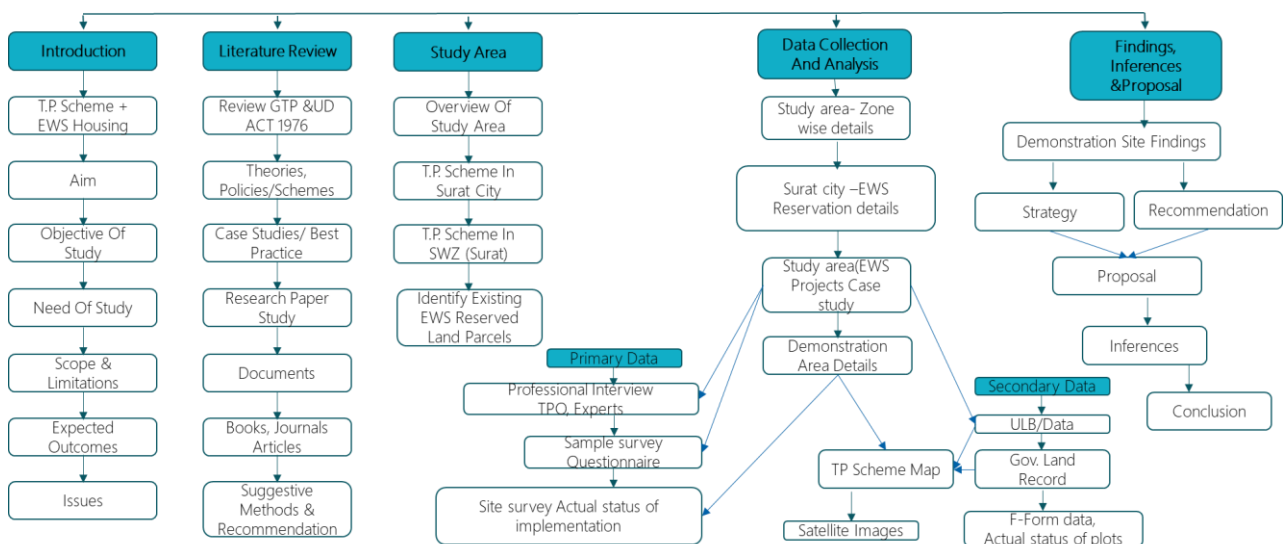 Introduction
T.P. Scheme +
EWS Housing
Aim
Objective Of
Study
Need Of Study
Scope &
Limitations
Expected
Outcomes
Issues
Literature Review
Review GTP &UD
ACT 1976
Theories,
Policies/Schemes
Case Studies/ Best
Practice
Research Paper
Study
Documents
Books, Journals
Articles
Suggestive
Methods &
Recommendation
Study Area
Overview Of
Study Area
T.P. Scheme In
Surat City
T.P. Scheme In
SWZ (Surat)
Identify Existing
EWS Reserved
Land Parcels
Primary Data
Professional Interview
TPO, Experts
Sample survey
Questionnaire
Site survey Actual status of
implementation
Data Collection
And Analysis
Study area- Zone
wise details
Surat city –EWS
Reservation details
Study area(EWS
Projects Case
study
Demonstration
Area Details
TP Scheme Map
Satellite Images
Secondary Data
ULB/Data
Gov. Land
Record
F-Form data,
Actual status of plots
Findings,
Inferences
&Proposal
Demonstration Site Findings
Strategy
Recommendation
Proposal
Inferences
Conclusion